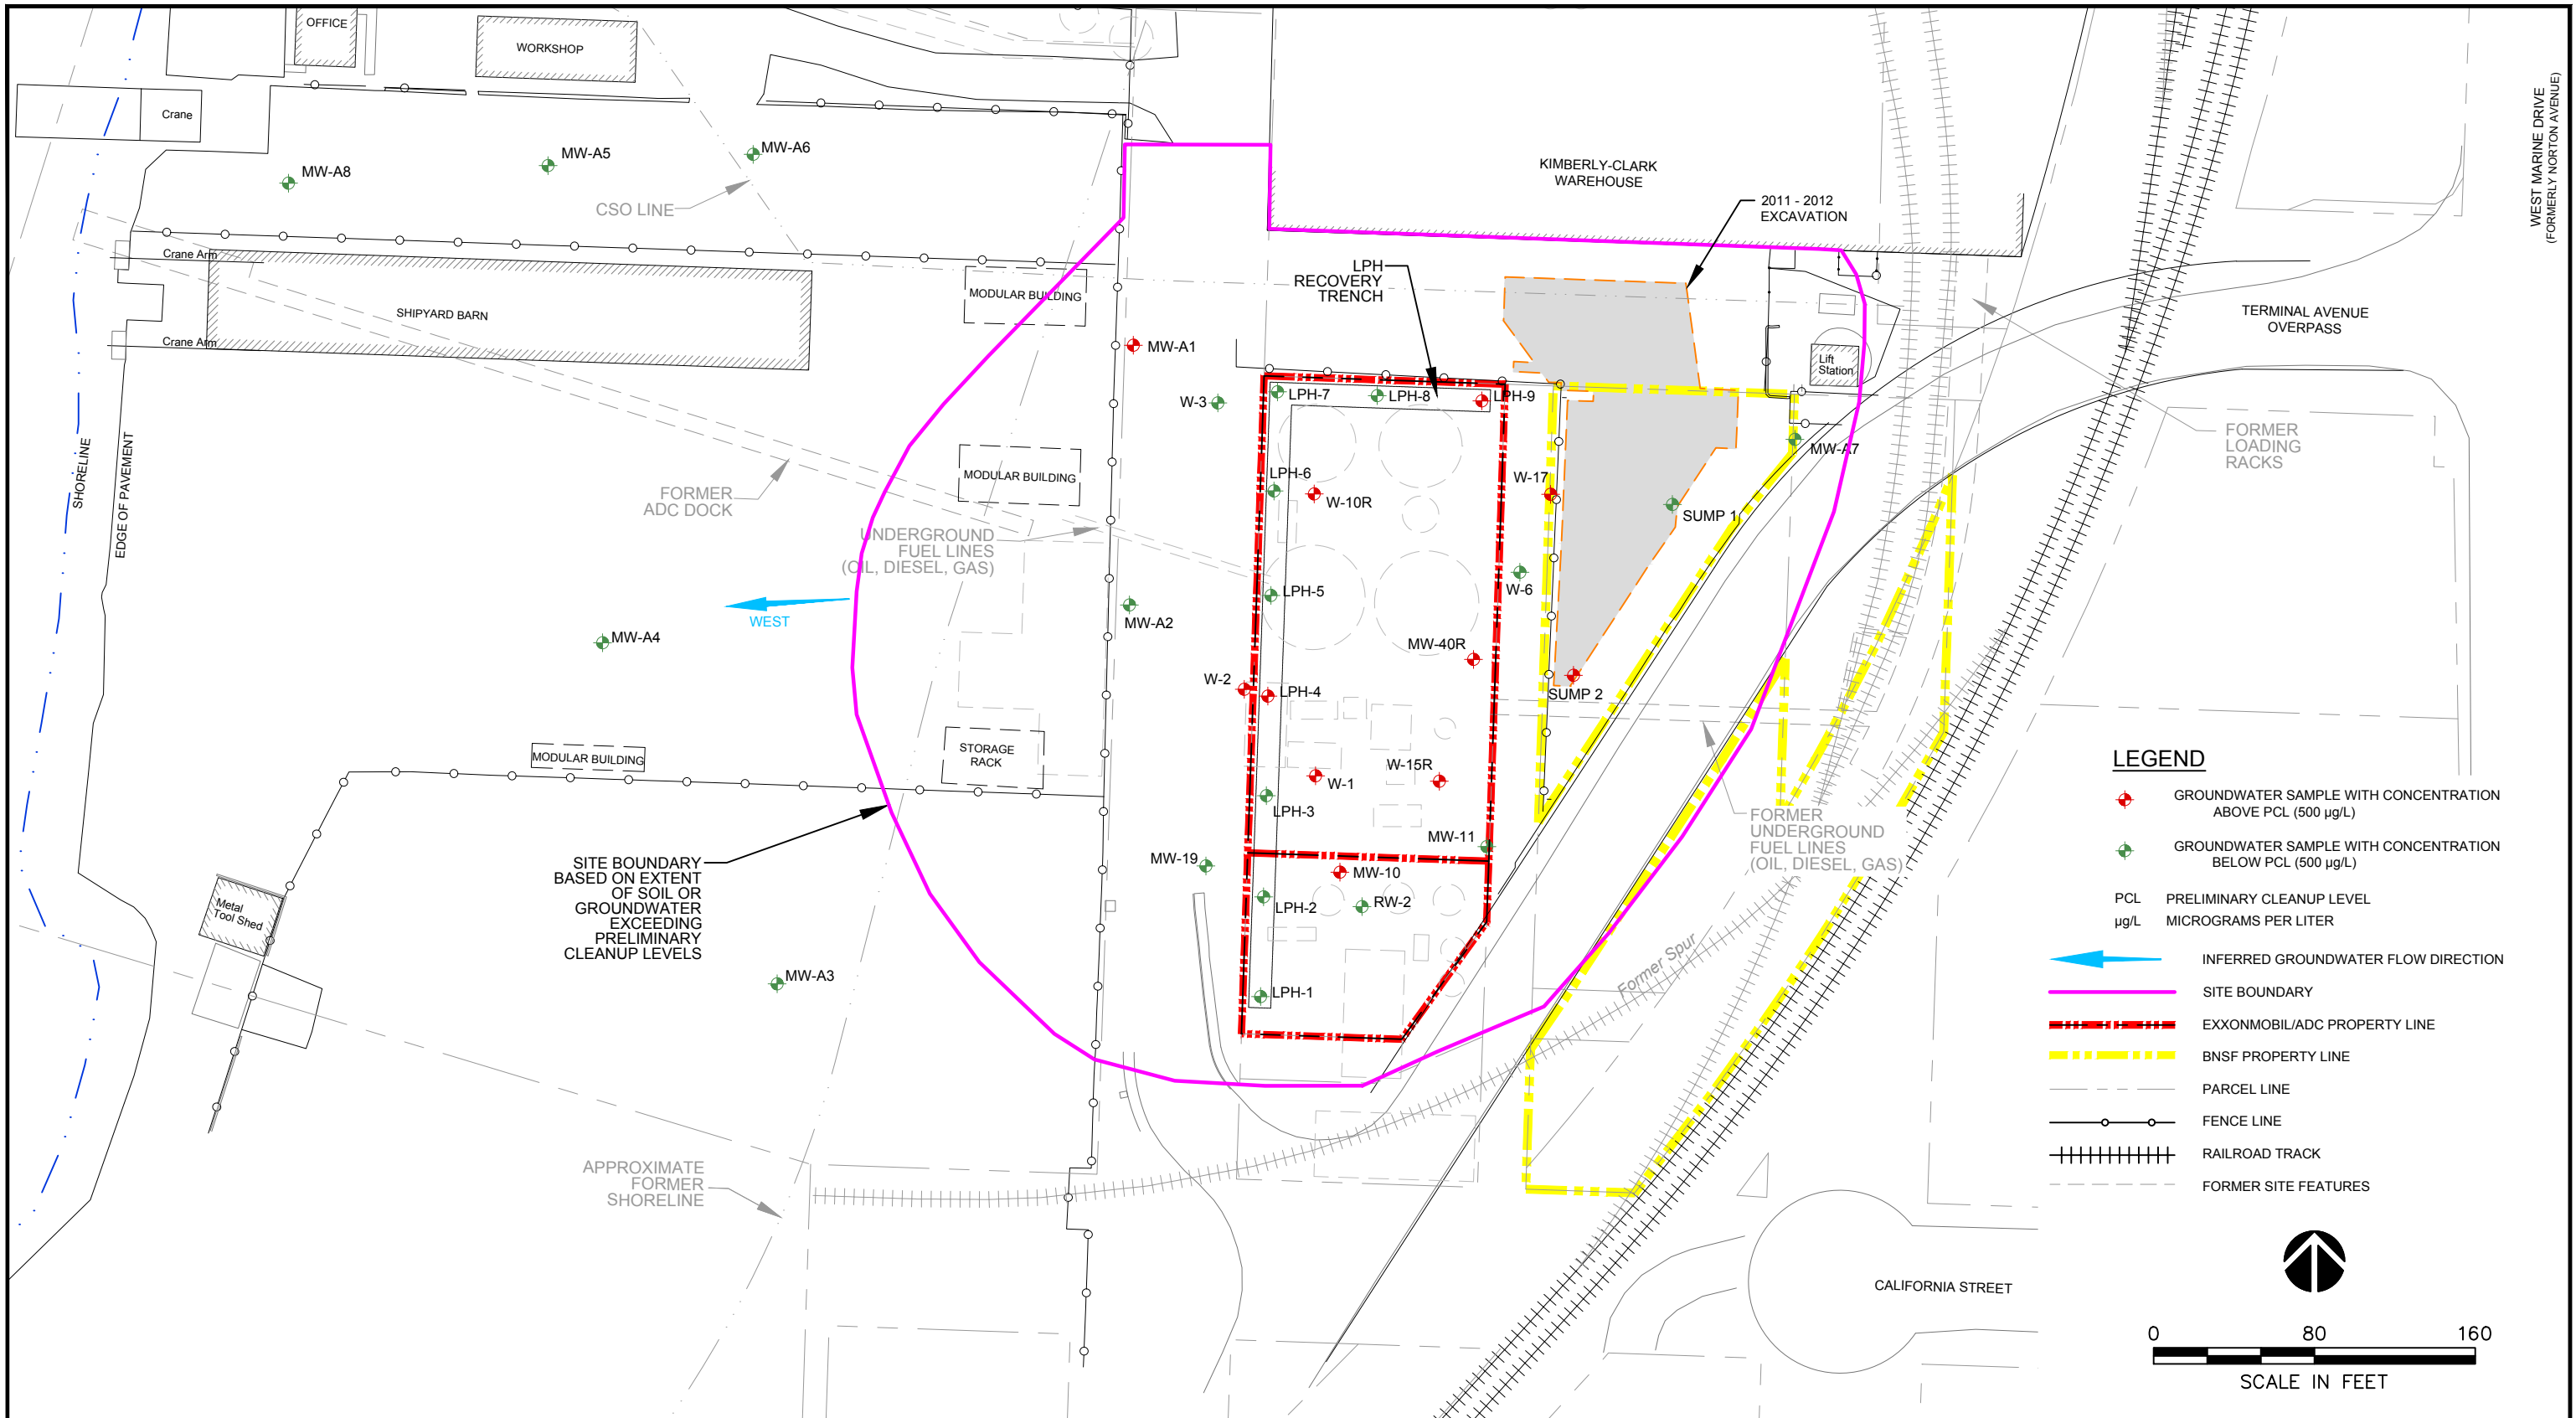 OFFICE
WORKSHOP
Crane
MW-A8
MW-A5
MW-A6
CSO LINE
KIMBERLY-CLARK
WAREHOUSE
2011 - 2012
EXCAVATION
WEST MARINE DRIVE
(FORMERLY NORTON AVENUE)
Crane Arm
SHIPYARD BARN
Crane Arm
MODULAR BUILDING
LPH
RECOVERY
TRENCH
MW-A1
TERMINAL AVENUE
OVERPASS
Lift
Station
W-3
LPH-7
LPH-8
LPH-9
MW-A7
FORMER
LOADING
RACKS
SHORELINE
EDGE OF PAVEMENT
FORMER
ADC DOCK
MODULAR BUILDING
UNDERGROUND
FUEL LINES
(OIL, DIESEL, GAS)
LPH-6
W-10R
W-17
SUMP 1
LPH-5
W-6
WEST
MW-A2
MW-A4
MW-40R
W-2
LPH-4
SUMP 2
MODULAR BUILDING
STORAGE
RACK
W-1
W-15R
LPH-3
MW-11
FORMER
UNDERGROUND
FUEL LINES
(OIL, DIESEL, GAS)
SITE BOUNDARY
BASED ON EXTENT
OF SOIL OR
GROUNDWATER
EXCEEDING
PRELIMINARY
CLEANUP LEVELS
MW-19
MW-10
LPH-2
RW-2
Metal
Tool Shed
MW-A3
LPH-1
Former Spur
APPROXIMATE
FORMER
SHORELINE
CALIFORNIA STREET
LEGEND
GROUNDWATER SAMPLE WITH CONCENTRATION
ABOVE PCL (500 µg/L)
GROUNDWATER SAMPLE WITH CONCENTRATION
BELOW PCL (500 µg/L)
PCL PRELIMINARY CLEANUP LEVEL
µg/L MICROGRAMS PER LITER
INFERRED GROUNDWATER FLOW DIRECTION
SITE BOUNDARY
EXXONMOBIL/ADC PROPERTY LINE
BNSF PROPERTY LINE
PARCEL LINE
FENCE LINE
RAILROAD TRACK
FORMER SITE FEATURES
0 80 160
SCALE IN FEET